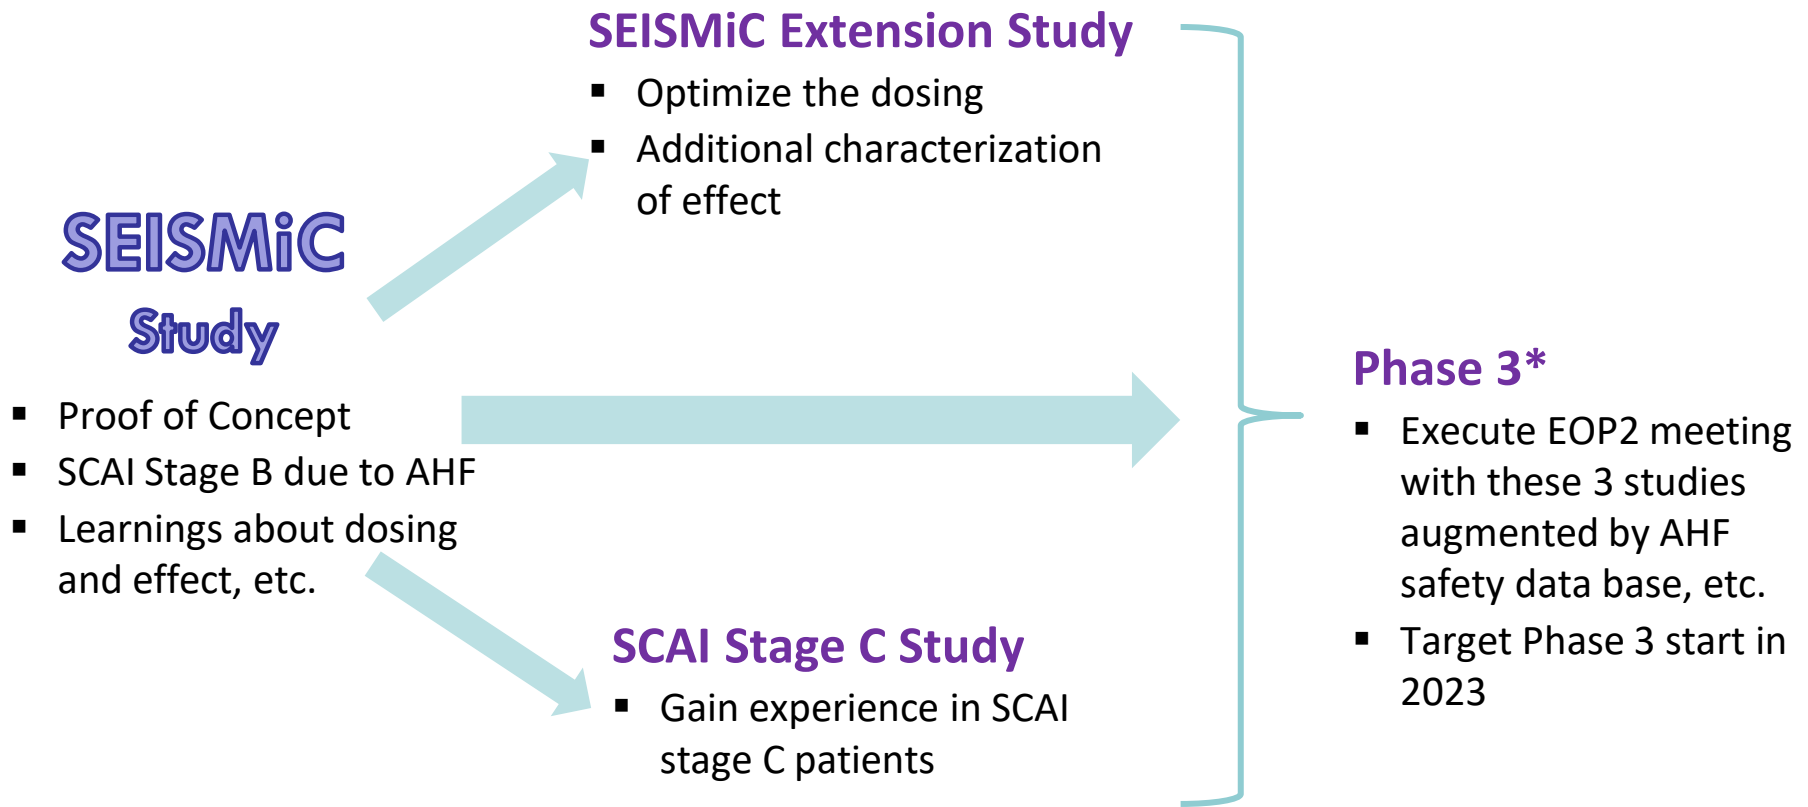 SEISMiC
Study
▪ Proof of Concept
▪ SCAI Stage B due to AHF
▪ Learnings about dosing
and effect, etc.
SEISMiC Extension Study
▪ Optimize the dosing
▪ Additional characterization
of effect
SCAI Stage C Study
▪ Gain experience in SCAI
stage C patients
Phase 3*
▪ Execute EOP2 meeting
with these 3 studies
augmented by AHF
safety data base, etc.
▪ Target Phase 3 start in
2023